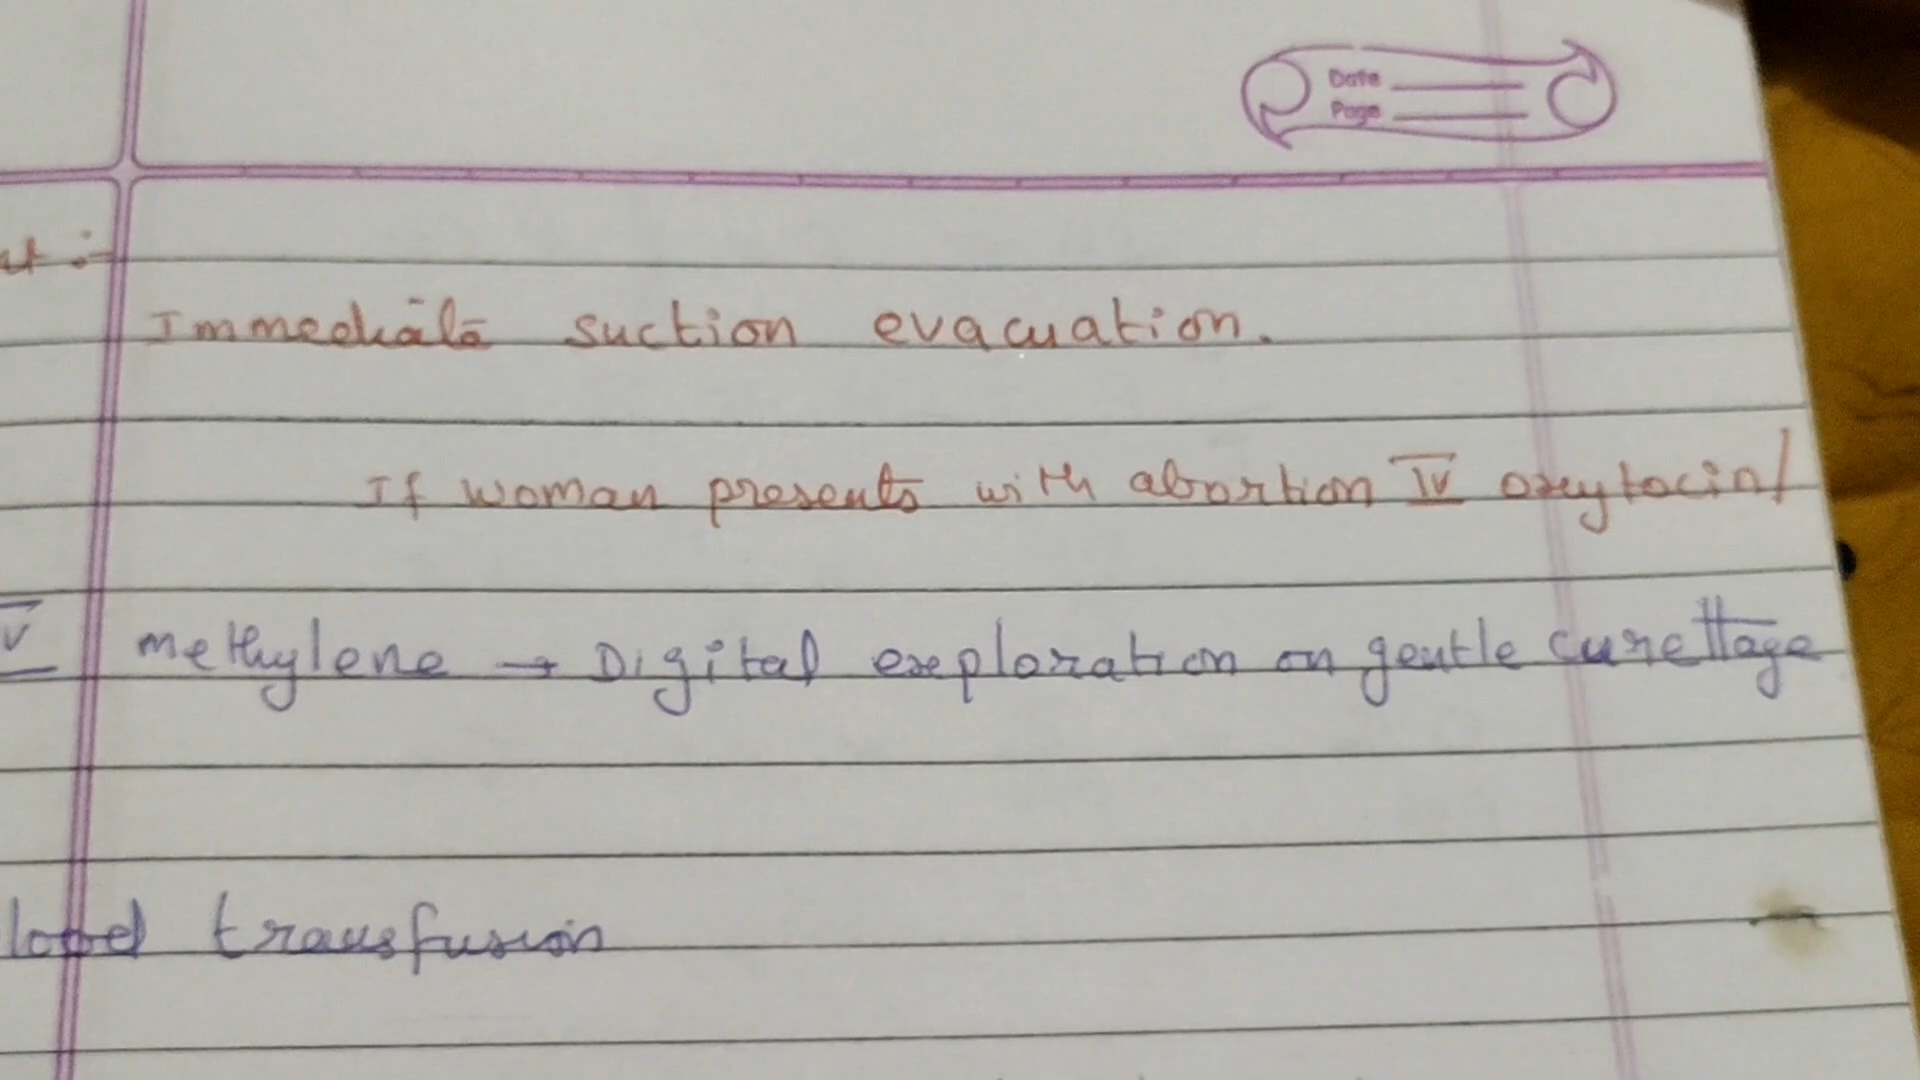 Date
Page
Immediate suction evacuation.
If woman presents with abortion IV oxytocin/
methylene → Digital exploration or gentle curettage
transfusion